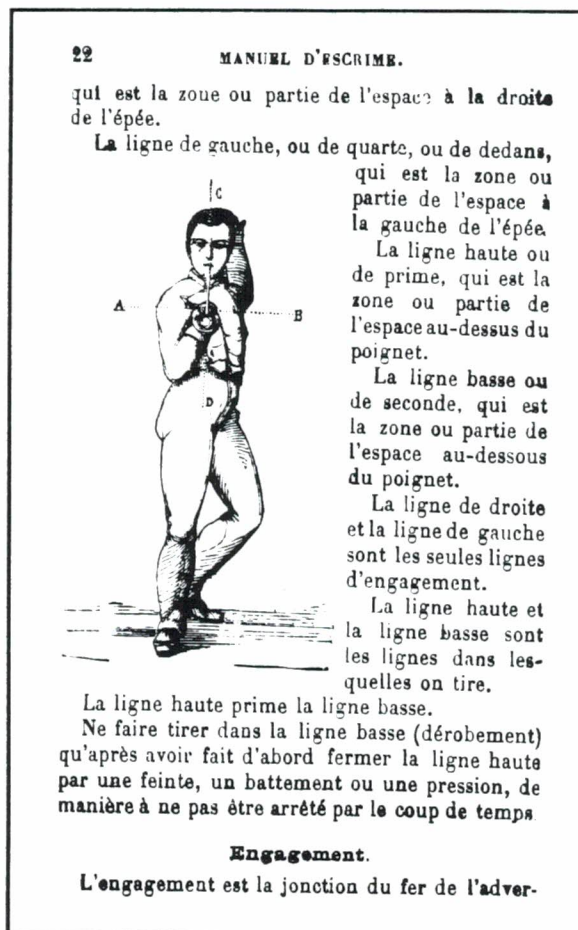 22 MANUEL D'ESCRIME.
qui est la zone ou partie de l'espace à la droite
de l'épée.
La ligne de gauche, ou de quarte, ou de dedans,
qui est la zone ou
partie de l'espace à
la gauche de l'épée.
La ligne haute ou
de prime, qui est la
zone ou partie de
l'espace au-dessus du
poignet.
La ligne basse ou
de seconde, qui est
la zone ou partie de
l'espace au-dessous
du poignet.
La ligne de droite
et la ligne de gauche
sont les seules lignes
d'engagement.
La ligne haute et
la ligne basse sont
les lignes dans les-
quelles on tire.
C
A
B
D
La ligne haute prime la ligne basse.
Ne faire tirer dans la ligne basse (dérobement)
qu'après avoir fait d'abord fermer la ligne haute
par une feinte, un battement ou une pression, de
manière à ne pas être arrêté par le coup de temps
Engagement.
L'engagement est la jonction du fer de l'adver-